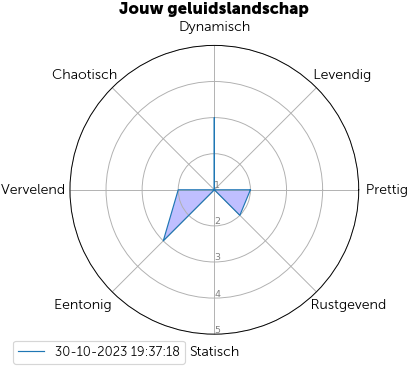 Jouw geluidslandschap
Dynamisch
Chaotisch
Levendig
Vervelend
Prettig
1
2
3
4
5
Eentonig
Rustgevend
30-10-2023 19:37:18
Statisch